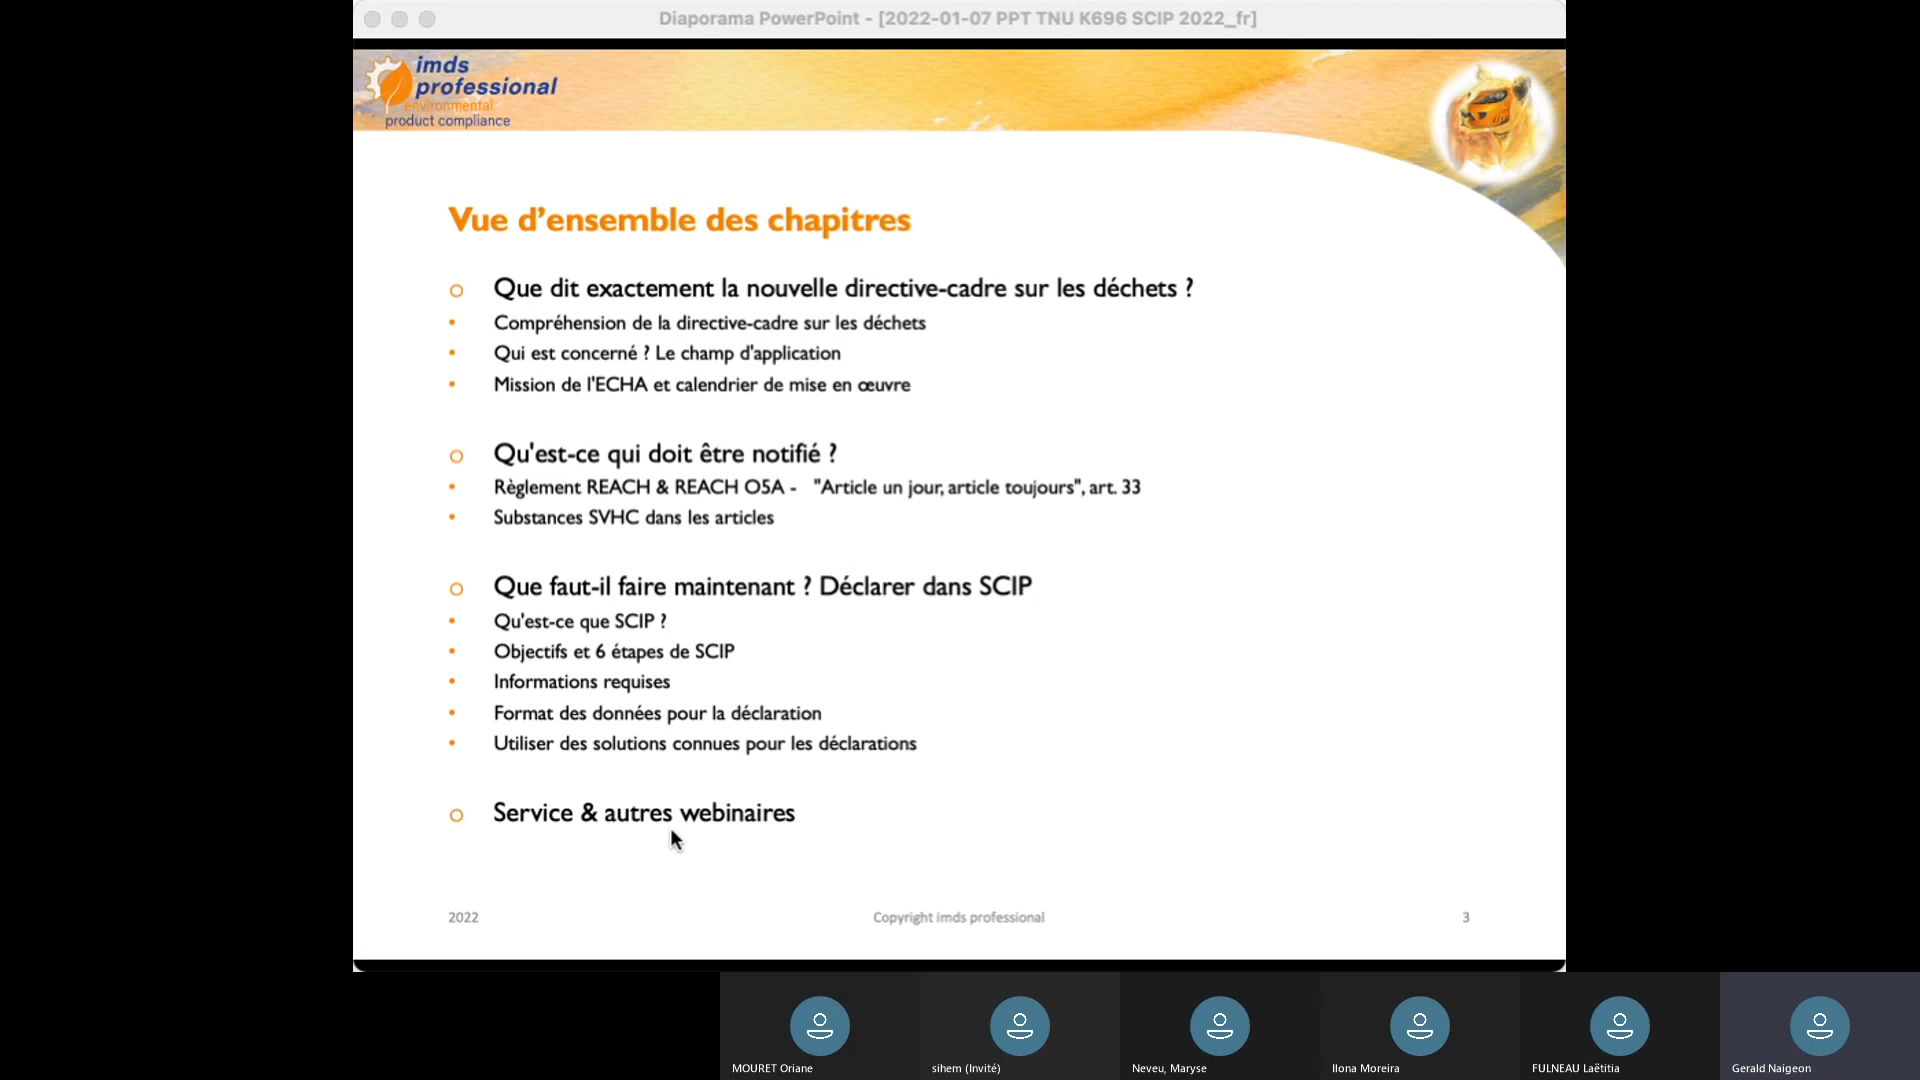 Diaporama PowerPoint - [2022-01-07 PPT TNU K696 SCIP 2022_fr]
imds
professional
environmental
product compliance
Vue d’ensemble des chapitres
o Que dit exactement la nouvelle directive-cadre sur les déchets ?
• Compréhension de la directive-cadre sur les déchets
• Qui est concerné ? Le champ d'application
• Mission de l'ECHA et calendrier de mise en œuvre
o Qu'est-ce qui doit être notifié ?
• Règlement REACH & REACH O5A - "Article un jour, article toujours", art. 33
• Substances SVHC dans les articles
o Que faut-il faire maintenant ? Déclarer dans SCIP
• Qu'est-ce que SCIP ?
• Objectifs et 6 étapes de SCIP
• Informations requises
• Format des données pour la déclaration
• Utiliser des solutions connues pour les déclarations
o Service & autres webinaires
2022 Copyright imds professional 3
MOURET Oriane sihem (Invité) Neveu, Maryse Ilona Moreira FULNEAU Laëtitia Gerald Naigeon